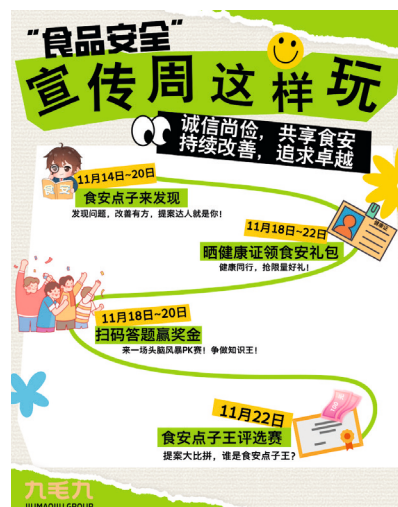 “食品安全”
宣传周这样玩
诚信尚俭，共享食安
持续改善，追求卓越
食安
11月14日~20日
食安点子来发现
发现问题，改善有方，提案达人就是你！
11月18日~22日
晒健康证领食安礼包
健康同行，抢限量好礼！
11月18日~20日
扫码答题赢奖金
来一场头脑风暴PK赛！争做知识王！
11月22日
食安点子王评选赛
提案大比拼，谁是食安点子王？
九毛九
JIUMAOJIU GROUP